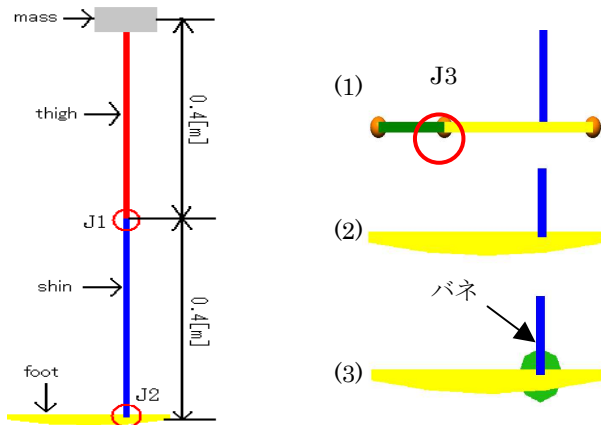 mass
thigh
0.4[m]
J1
shin
0.4[m]
foot
J2
(1)
J3
(2)
バネ
(3)